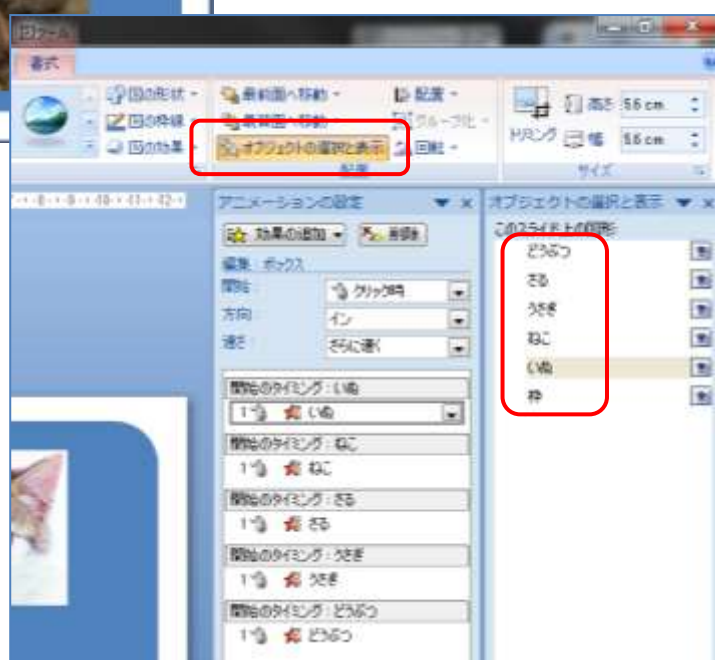 図ツール
書式
図の形状
図の枠線
図の効果
最前面へ移動
最背面へ移動
オブジェクトの選択と表示
配置
グループ化
回転
配置
トリミング
高さ 5.6 cm
幅 5.6 cm
サイズ
アニメーションの設定
効果の追加 削除
編集: ボックス
開始: クリック時
方向: イン
速さ: さらに速く
開始のタイミング: いぬ
1 いぬ
開始のタイミング: ねこ
1 ねこ
開始のタイミング: さる
1 さる
開始のタイミング: うさぎ
1 うさぎ
開始のタイミング: どうぶつ
1 どうぶつ
オブジェクトの選択と表示
このスライド上の図形:
どうぶつ
さる
うさぎ
ねこ
いぬ
枠